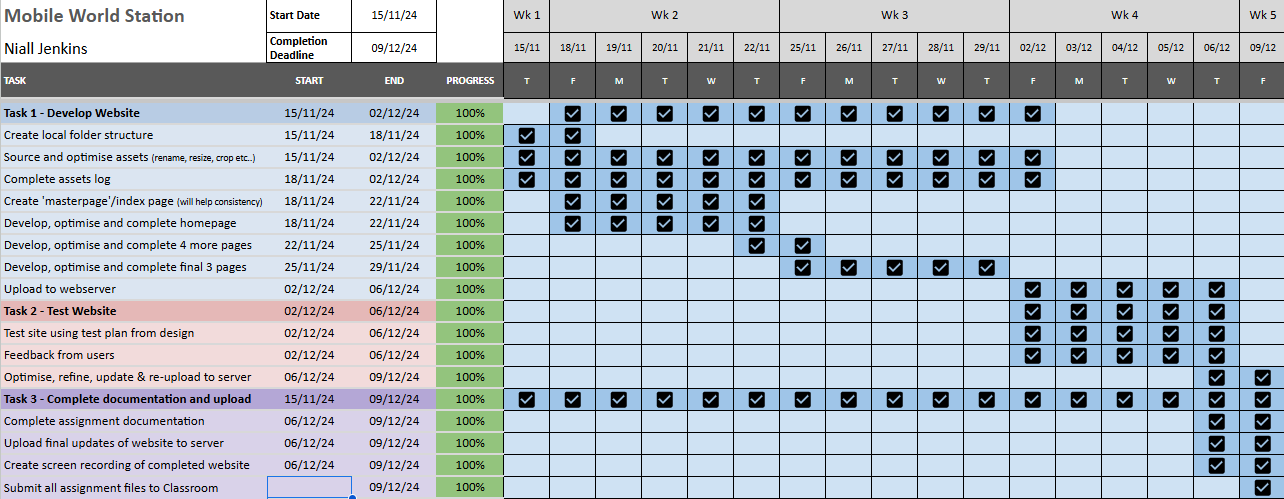 Mobile World Station Start Date 15/11/24 Wk 1 Wk 2 Wk 3 Wk 4 Wk 5
Niall Jenkins Completion Deadline 09/12/24 15/11 18/11 19/11 20/11 21/11 22/11 25/11 26/11 27/11 28/11 29/11 02/12 03/12 04/12 05/12 06/12 09/12
TASK START END PROGRESS T F M T W T F M T W T F M T W T F
Task 1 - Develop Website 15/11/24 02/12/24 100%
Create local folder structure 15/11/24 18/11/24 100%
Source and optimise assets (rename, resize, crop etc..) 15/11/24 02/12/24 100%
Complete assets log 18/11/24 02/12/24 100%
Create 'masterpage'/index page (will help consistency) 18/11/24 22/11/24 100%
Develop, optimise and complete homepage 18/11/24 22/11/24 100%
Develop, optimise and complete 4 more pages 22/11/24 25/11/24 100%
Develop, optimise and complete final 3 pages 25/11/24 29/11/24 100%
Upload to webserver 02/12/24 06/12/24 100%
Task 2 - Test Website 02/12/24 06/12/24 100%
Test site using test plan from design 02/12/24 06/12/24 100%
Feedback from users 02/12/24 06/12/24 100%
Optimise, refine, update & re-upload to server 06/12/24 09/12/24 100%
Task 3 - Complete documentation and upload 15/11/24 09/12/24 100%
Complete assignment documentation 06/12/24 09/12/24 100%
Upload final updates of website to server 06/12/24 09/12/24 100%
Create screen recording of completed website 06/12/24 09/12/24 100%
Submit all assignment files to Classroom 09/12/24 100%